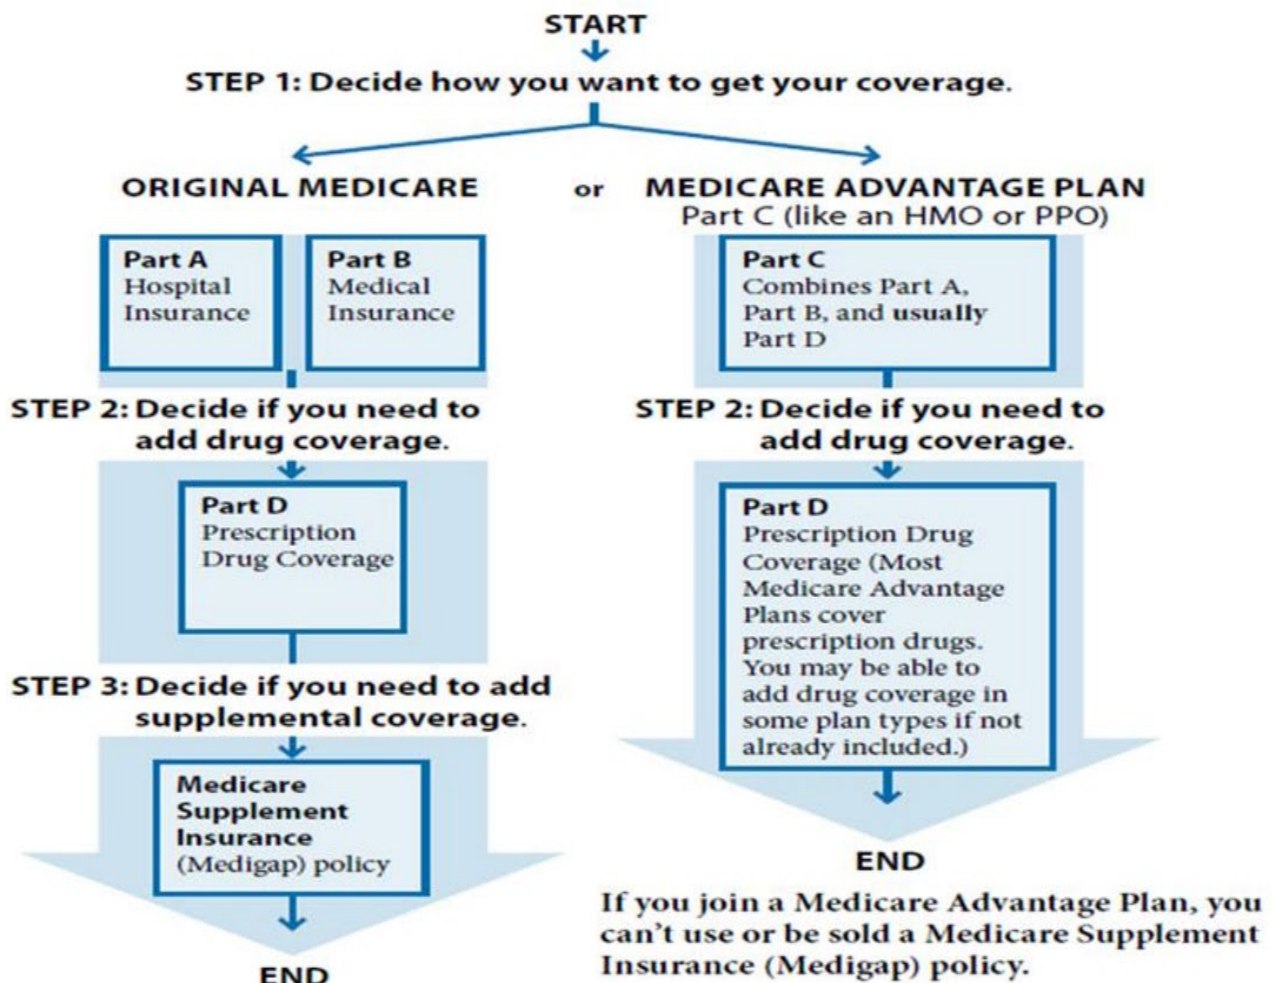 START
STEP 1: Decide how you want to get your coverage.
ORIGINAL MEDICARE
or
MEDICARE ADVANTAGE PLAN
Part C (like an HMO or PPO)
Part A
Hospital
Insurance
Part B
Medical
Insurance
Part C
Combines Part A,
Part B, and usually
Part D
STEP 2: Decide if you need to
add drug coverage.
Part D
Prescription
Drug Coverage
STEP 3: Decide if you need to add
supplemental coverage.
Medicare
Supplement
Insurance
(Medigap) policy
END
STEP 2: Decide if you need to
add drug coverage.
Part D
Prescription Drug
Coverage (Most
Medicare Advantage
Plans cover
prescription drugs.
You may be able to
add drug coverage in
some plan types if not
already included.)
END
If you join a Medicare Advantage Plan, you
can't use or be sold a Medicare Supplement
Insurance (Medigap) policy.